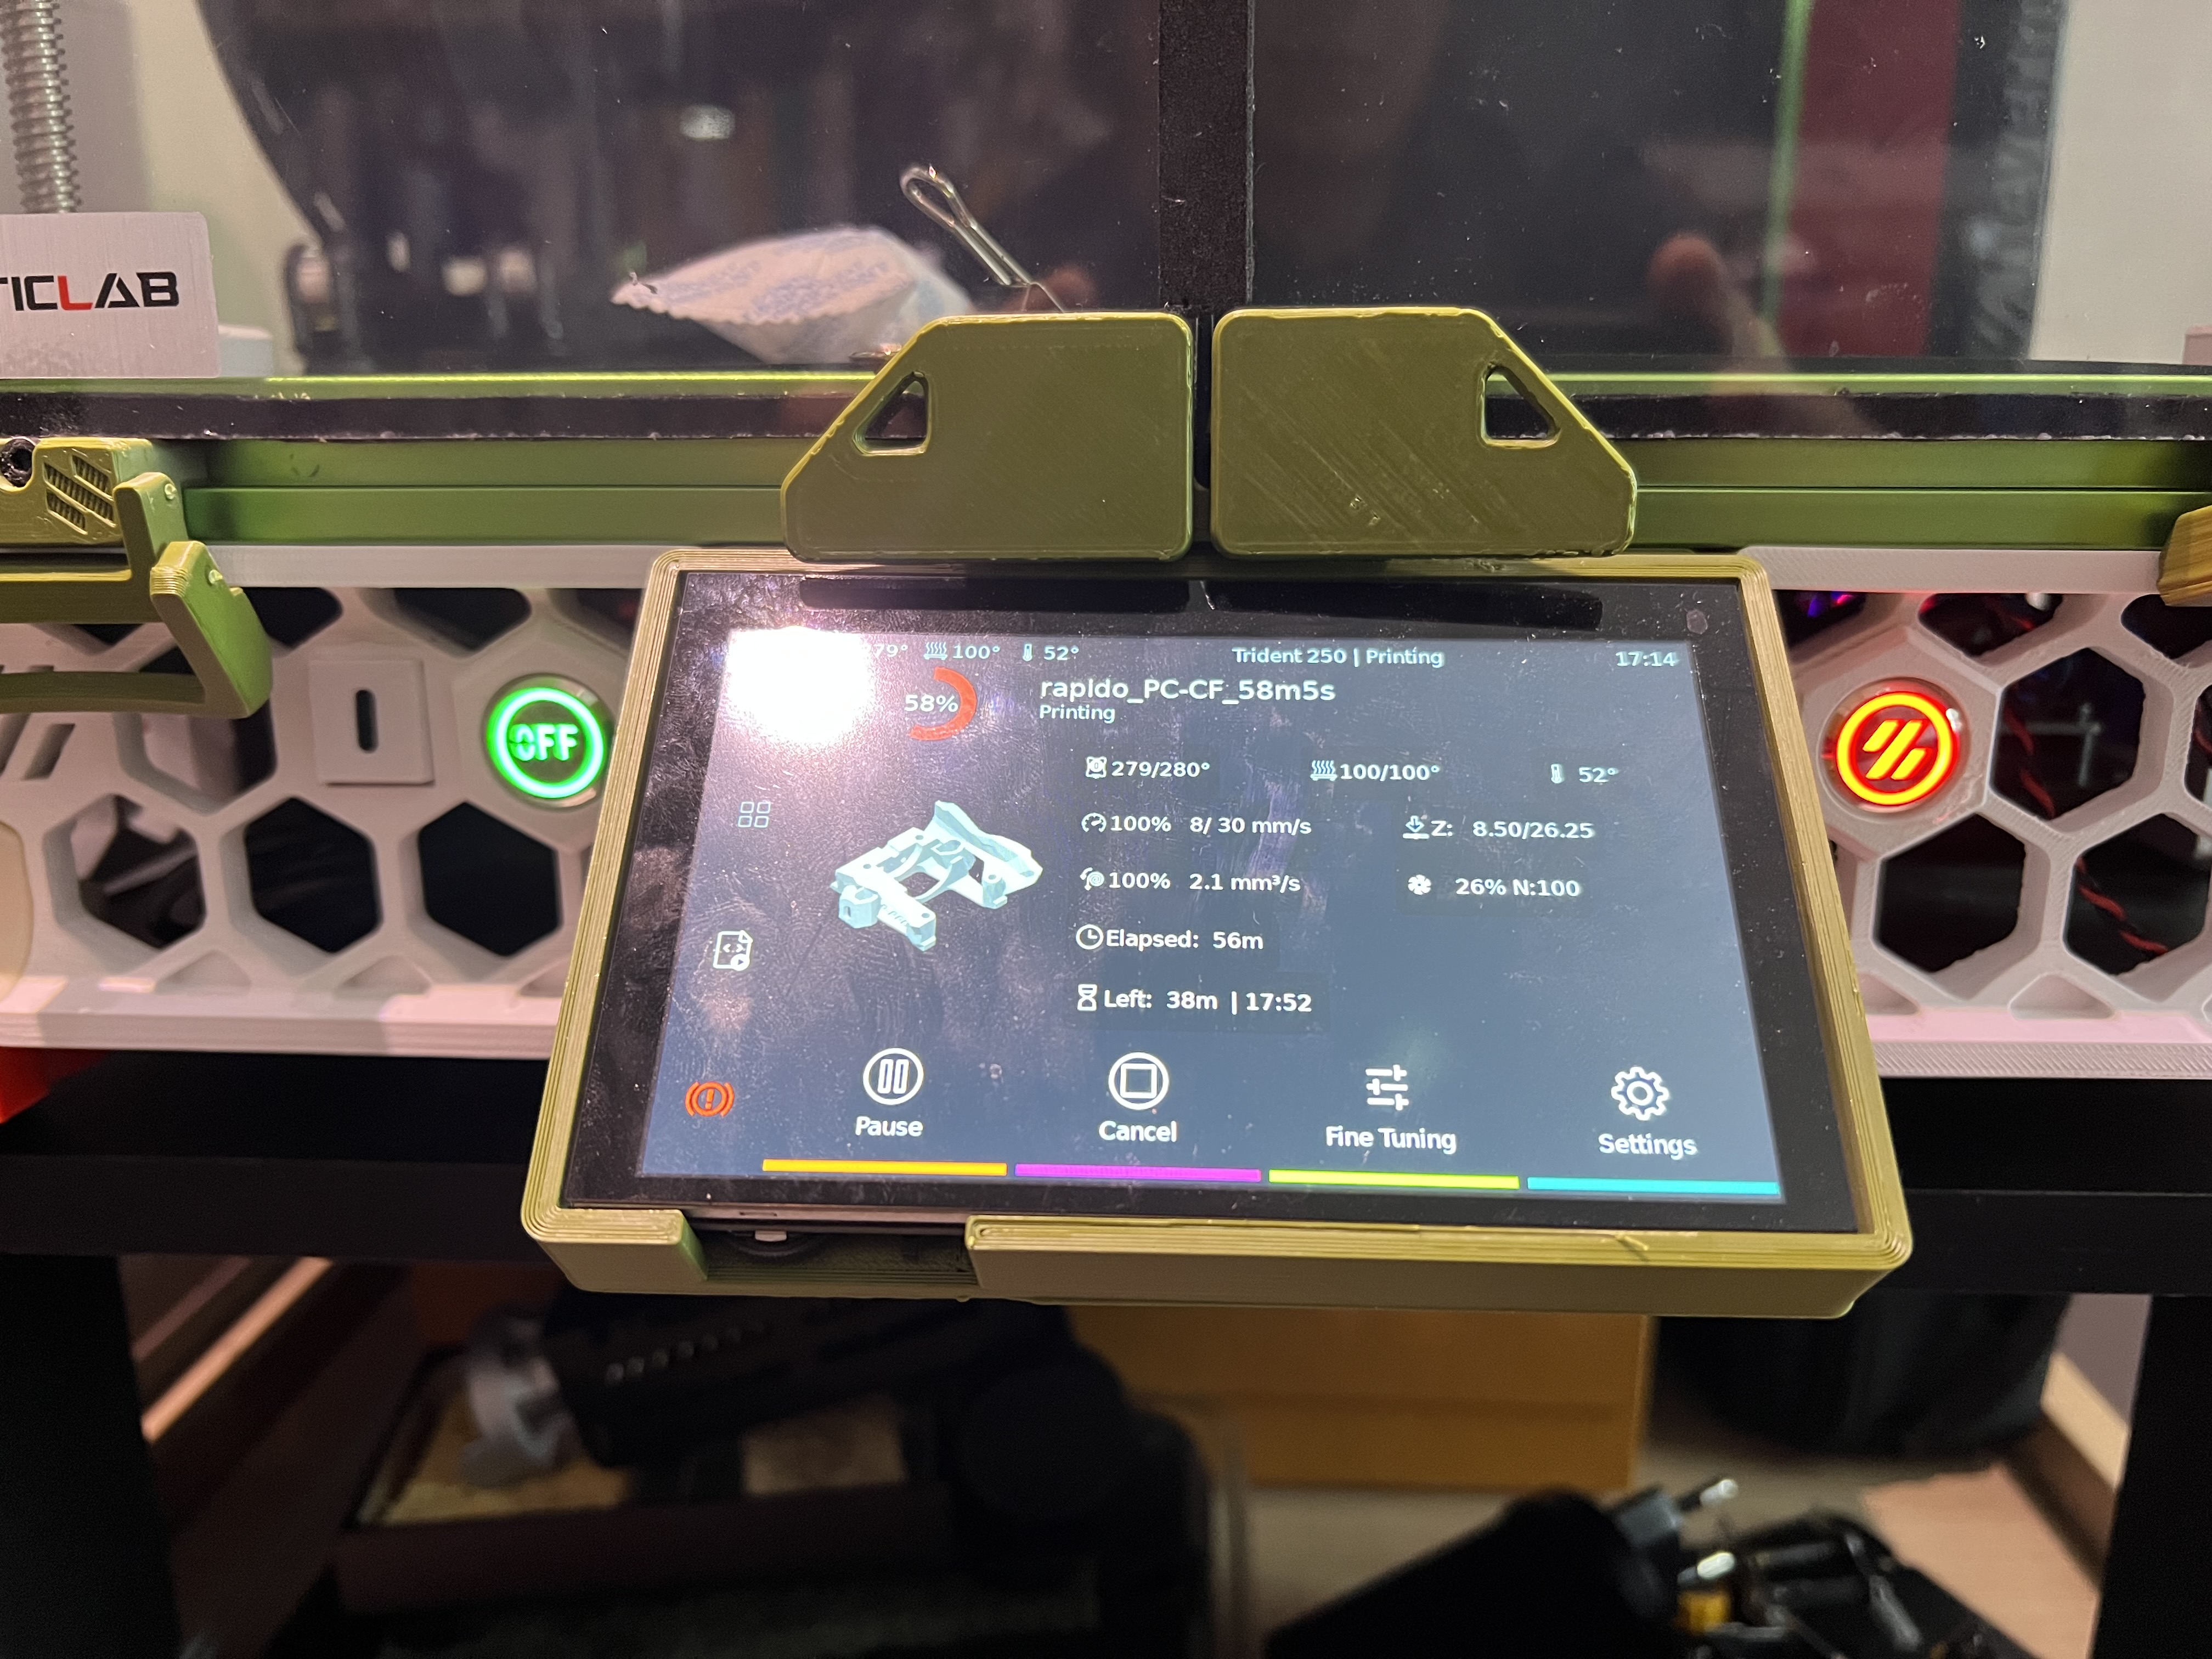 TICLAB
79° 100° 52° Trident 250 | Printing 17:14
58%
rapido_PC-CF_58m5s
Printing
279/280° 100/100° 52°
100% 8/ 30 mm/s Z: 8.50/26.25
100% 2.1 mm³/s 26% N:100
Elapsed: 56m
Left: 38m | 17:52
Pause Cancel Fine Tuning Settings
OFF